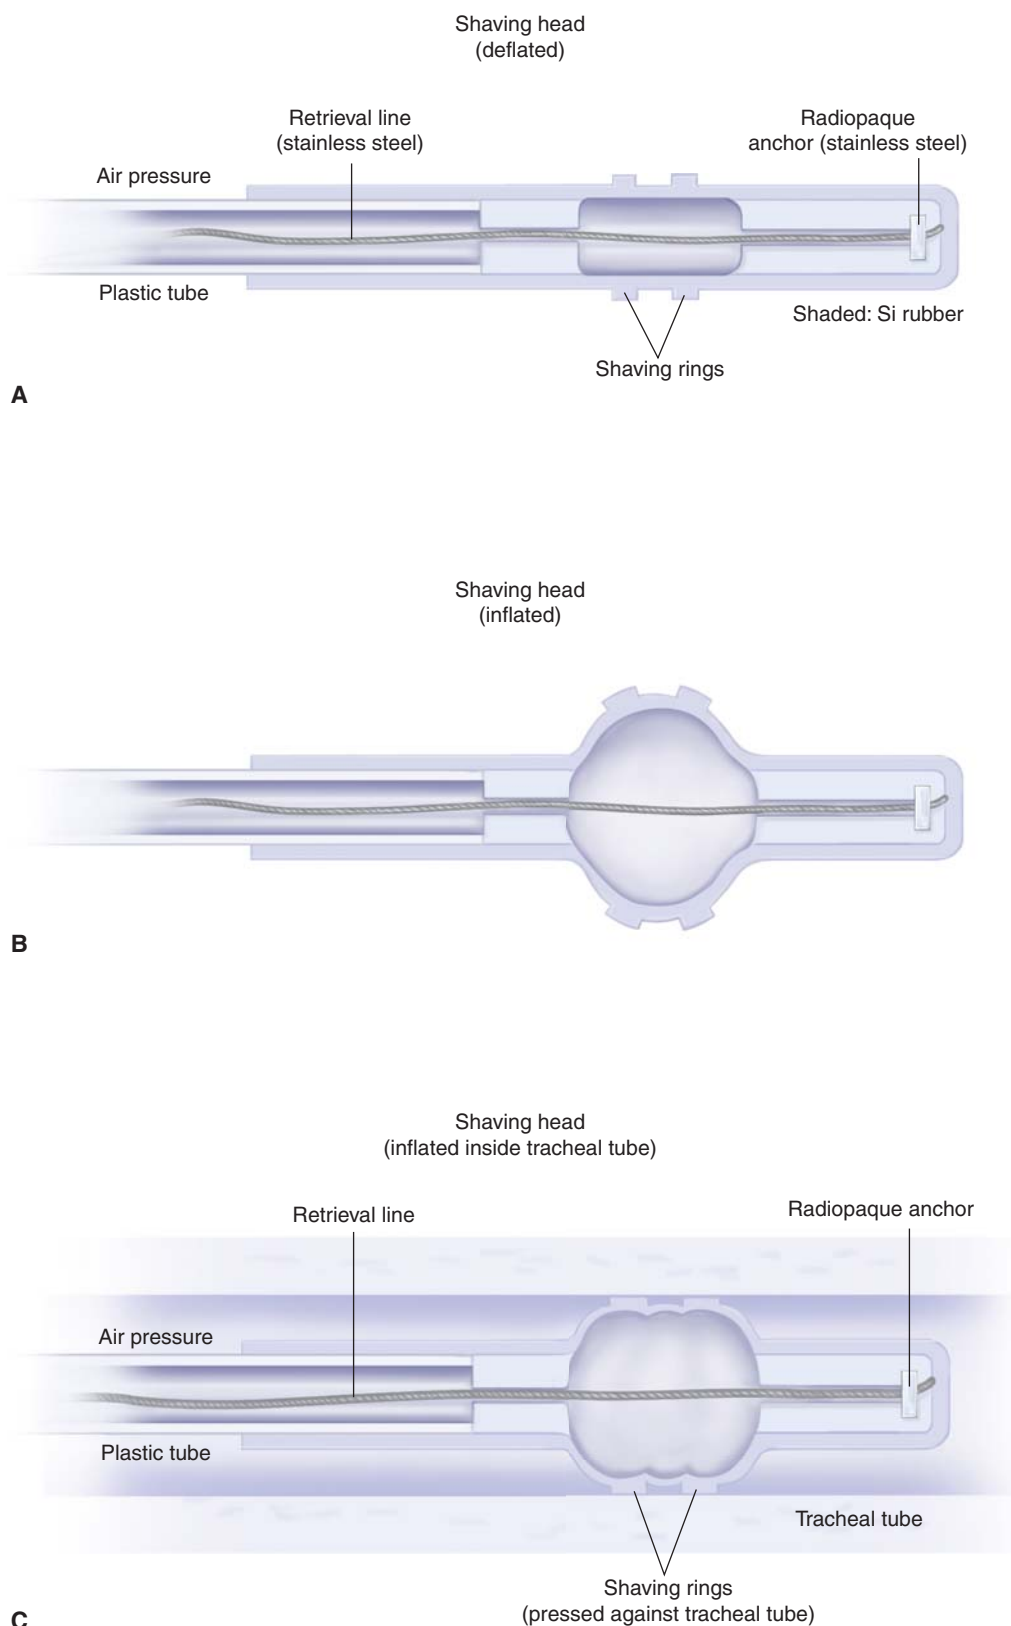 Shaving head
(deflated)
Retrieval line
(stainless steel)
Radiopaque
anchor (stainless steel)
Air pressure
Plastic tube
Shaded: Si rubber
Shaving rings
A
Shaving head
(inflated)
B
Shaving head
(inflated inside tracheal tube)
Retrieval line
Radiopaque anchor
Air pressure
Plastic tube
Tracheal tube
Shaving rings
(pressed against tracheal tube)
C